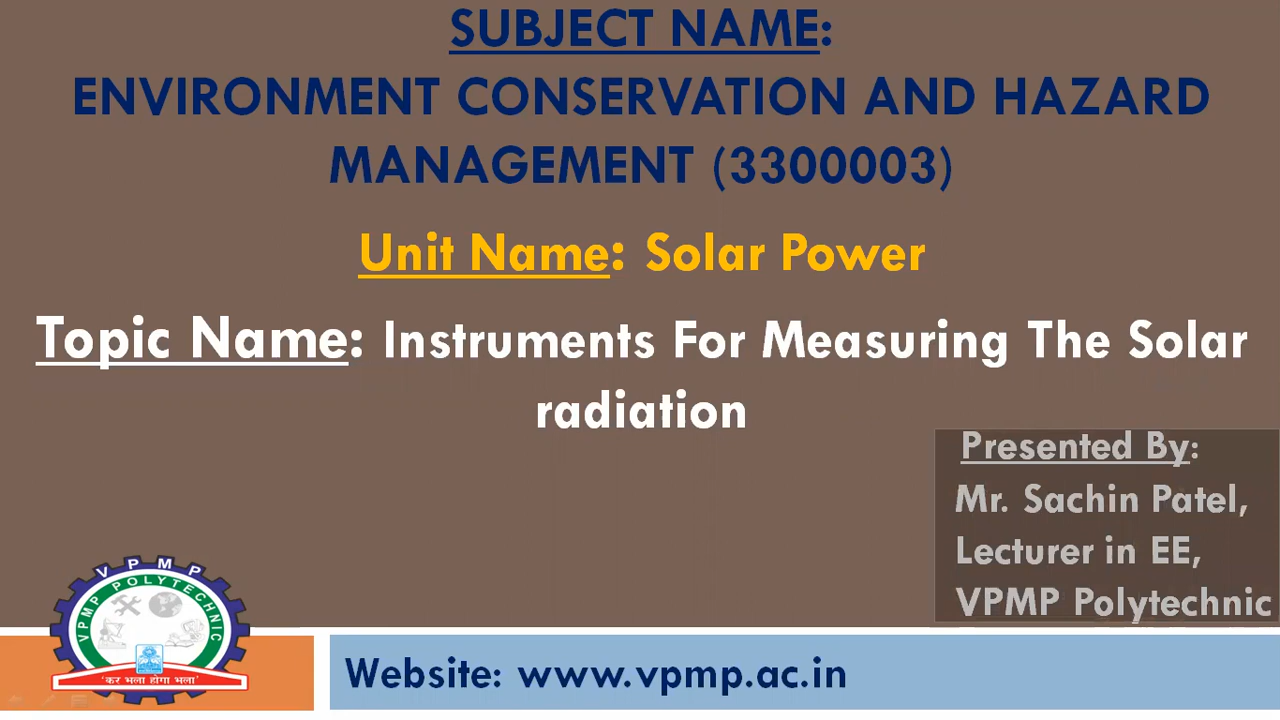 SUBJECT NAME:
ENVIRONMENT CONSERVATION AND HAZARD
MANAGEMENT (3300003)
Unit Name: Solar Power
Topic Name: Instruments For Measuring The Solar
radiation
Presented By:
Mr. Sachin Patel,
Lecturer in EE,
VPMP Polytechnic
VPMP
VPMP POLYTECHNIC
'कर भला होगा भला'
Website: www.vpmp.ac.in